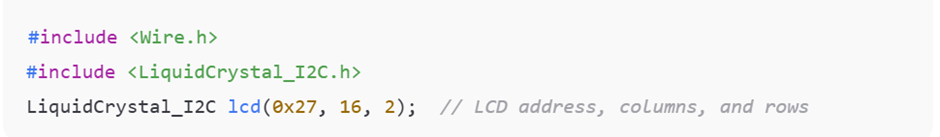 #include <Wire.h>
#include <LiquidCrystal_I2C.h>
LiquidCrystal_I2C lcd(0x27, 16, 2);  // LCD address, columns, and rows